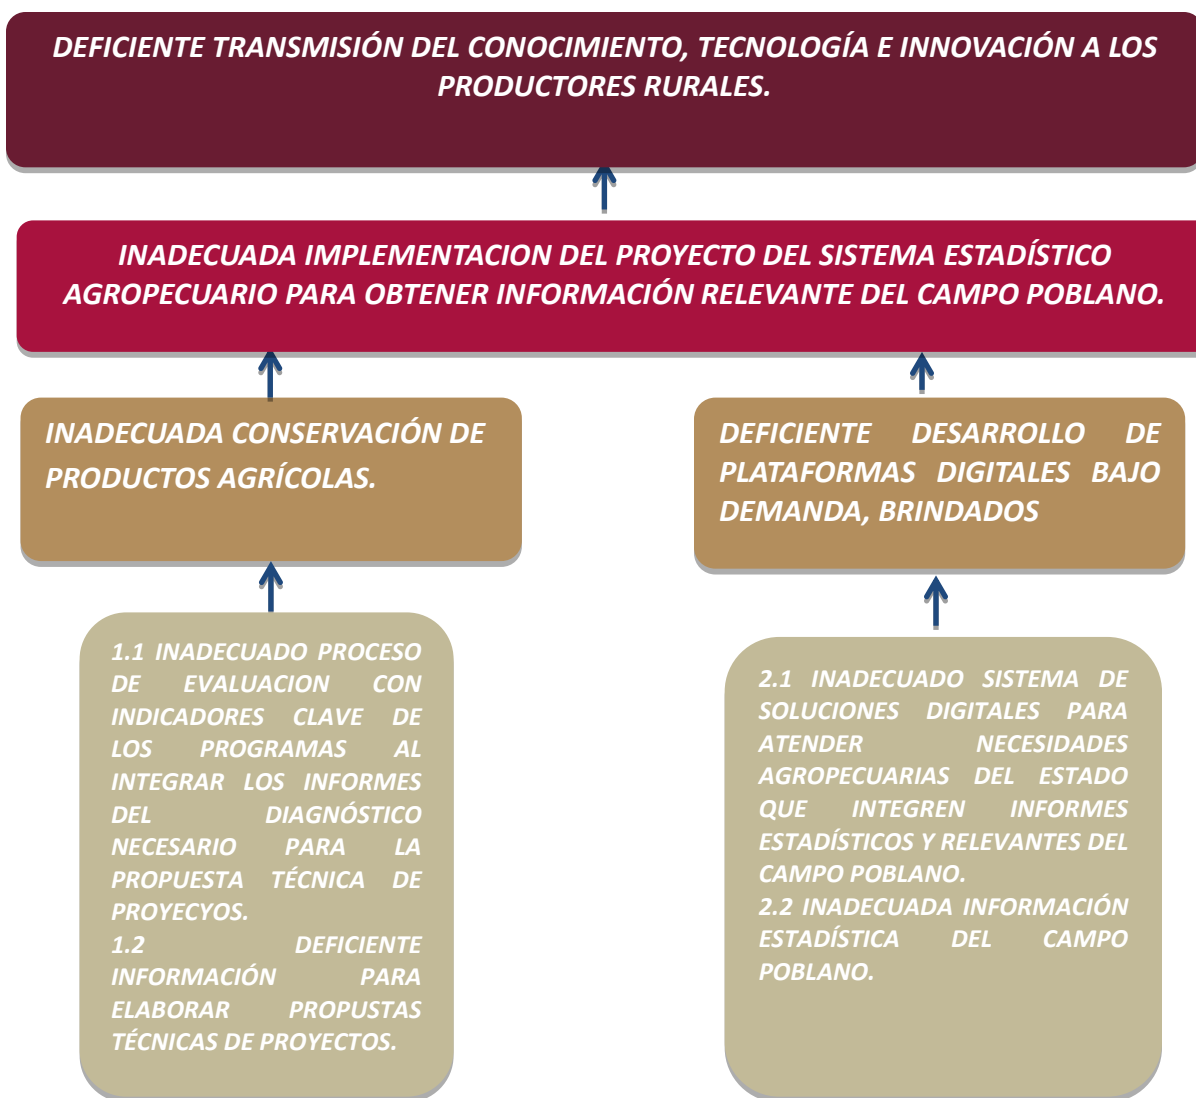 DEFICIENTE TRANSMISIÓN DEL CONOCIMIENTO, TECNOLOGÍA E INNOVACIÓN A LOS
PRODUCTORES RURALES.
INADECUADA IMPLEMENTACION DEL PROYECTO DEL SISTEMA ESTADÍSTICO
AGROPECUARIO PARA OBTENER INFORMACIÓN RELEVANTE DEL CAMPO POBLANO.
INADECUADA CONSERVACIÓN DE
PRODUCTOS AGRÍCOLAS.
DEFICIENTE DESARROLLO DE
PLATAFORMAS DIGITALES BAJO
DEMANDA, BRINDADOS
1.1 INADECUADO PROCESO
DE EVALUACION CON
INDICADORES CLAVE DE
LOS PROGRAMAS AL
INTEGRAR LOS INFORMES
DEL DIAGNÓSTICO
NECESARIO PARA LA
PROPUESTA TÉCNICA DE
PROYECYOS.
1.2 DEFICIENTE
INFORMACIÓN PARA
ELABORAR PROPUSTAS
TÉCNICAS DE PROYECTOS.
2.1 INADECUADO SISTEMA DE
SOLUCIONES DIGITALES PARA
ATENDER NECESIDADES
AGROPECUARIAS DEL ESTADO
QUE INTEGREN INFORMES
ESTADÍSTICOS Y RELEVANTES DEL
CAMPO POBLANO.
2.2 INADECUADA INFORMACIÓN
ESTADÍSTICA DEL CAMPO
POBLANO.